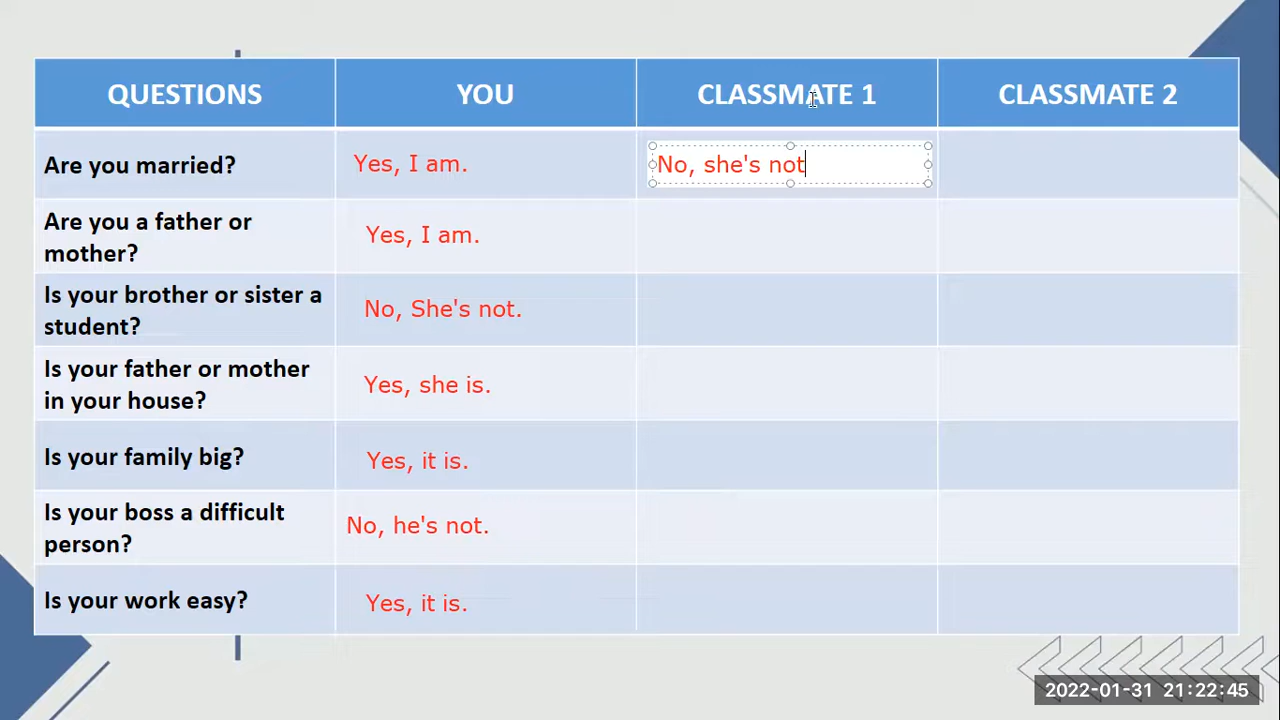 QUESTIONS YOU CLASSMATE 1 CLASSMATE 2
Are you married? Yes, I am. No, she's not
Are you a father or
mother? Yes, I am.
Is your brother or sister a
student? No, She's not.
Is your father or mother
in your house? Yes, she is.
Is your family big? Yes, it is.
Is your boss a difficult
person? No, he's not.
Is your work easy? Yes, it is.
2022-01-31 21:22:45